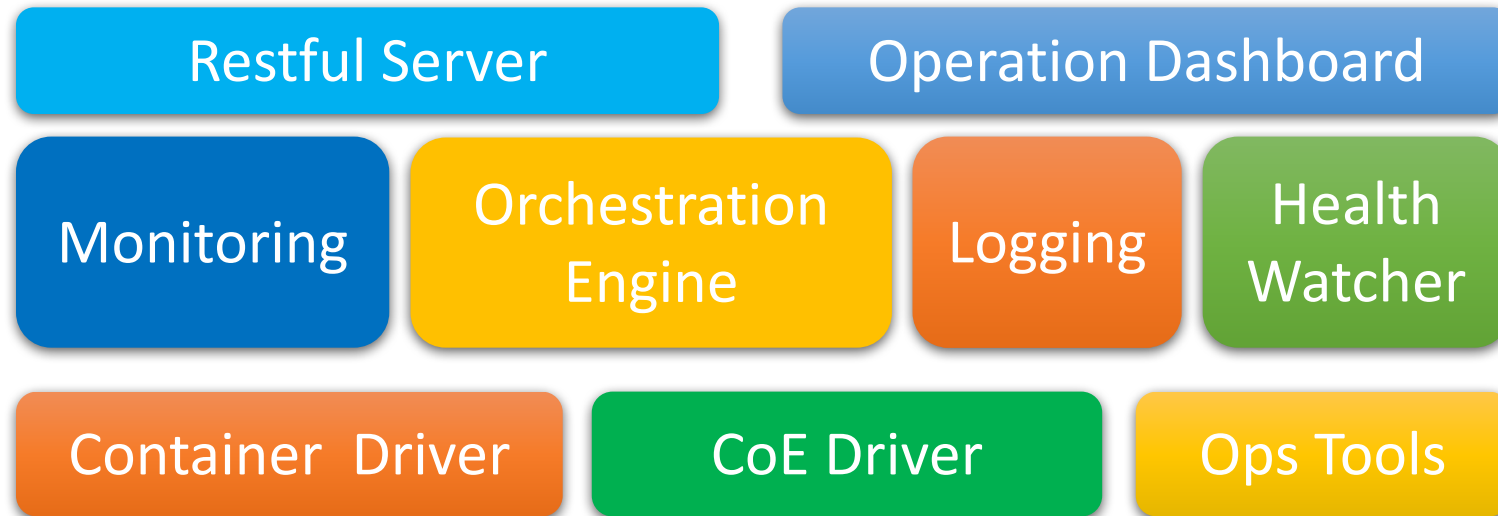 Restful Server
Operation Dashboard
Monitoring
Orchestration
Engine
Logging
Health
Watcher
Container  Driver
CoE Driver
Ops Tools